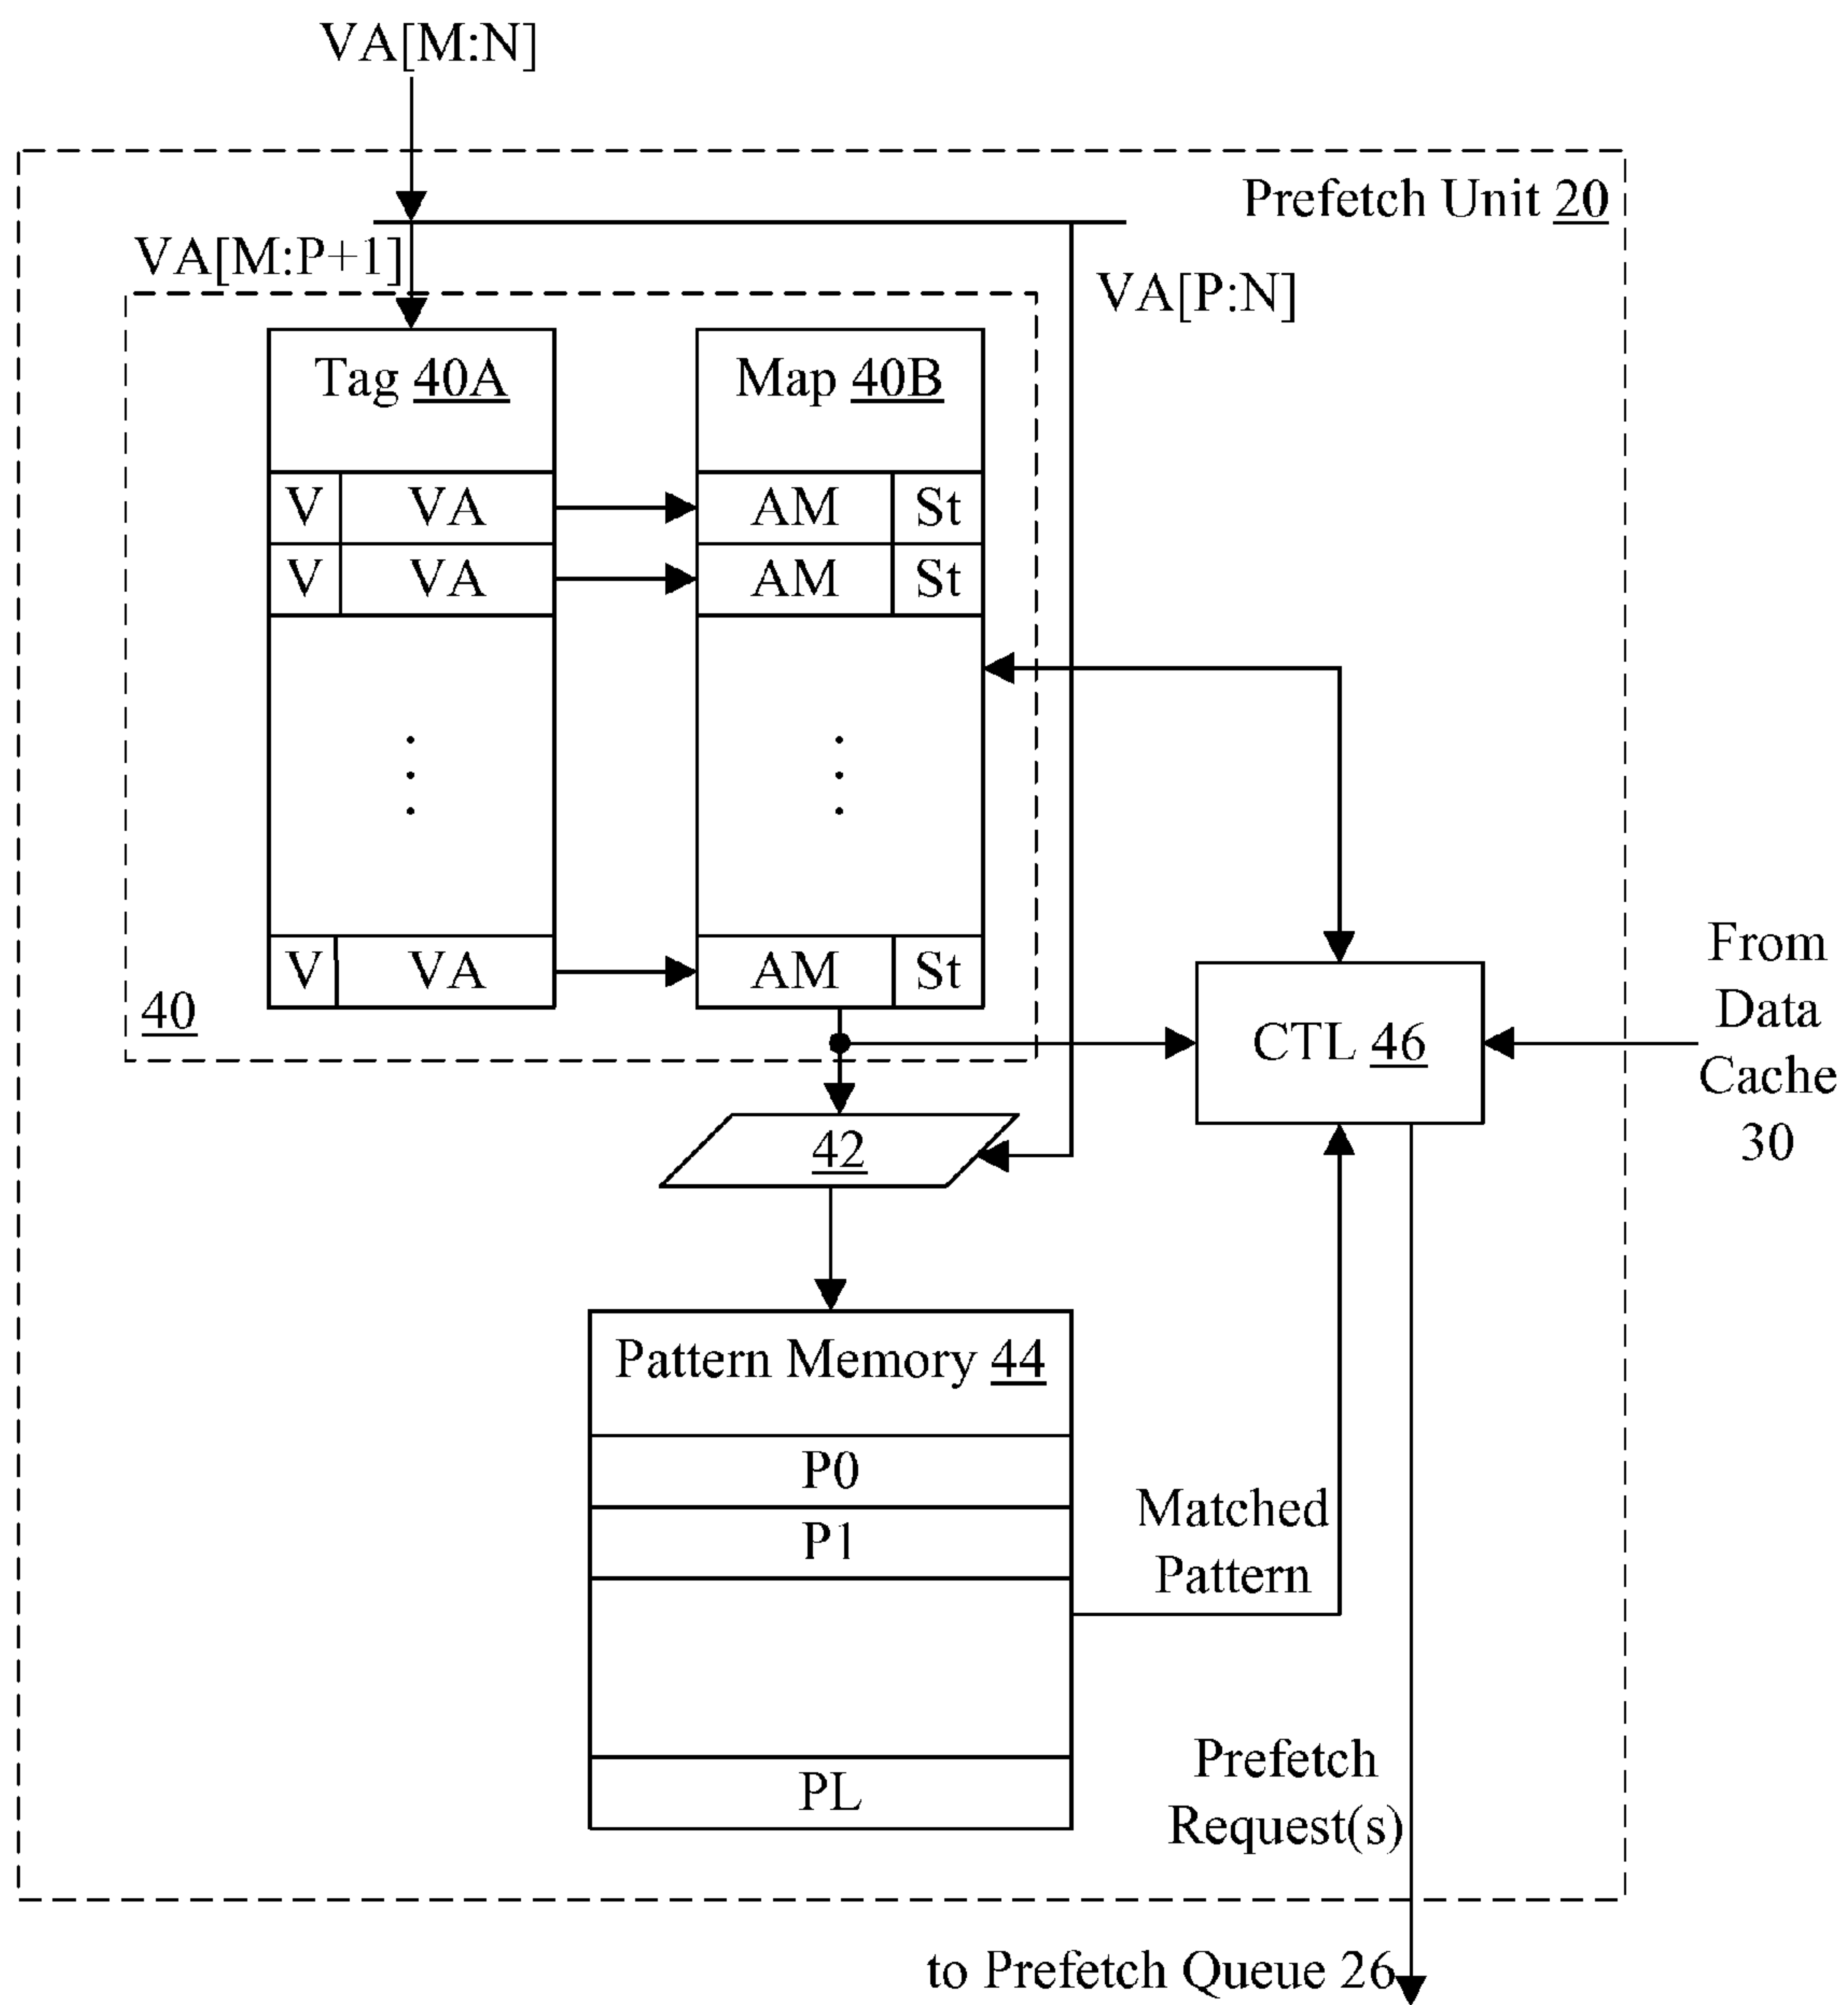 VA[M:N]
Prefetch Unit 20
VA[M:P+1]
VA[P:N]
Tag 40A
Map 40B
V VA AM St
V VA AM St
V VA AM St
40
From
Data
Cache
30
CTL 46
42
Pattern Memory 44
P0
P1
PL
Matched
Pattern
Prefetch
Request(s)
to Prefetch Queue 26